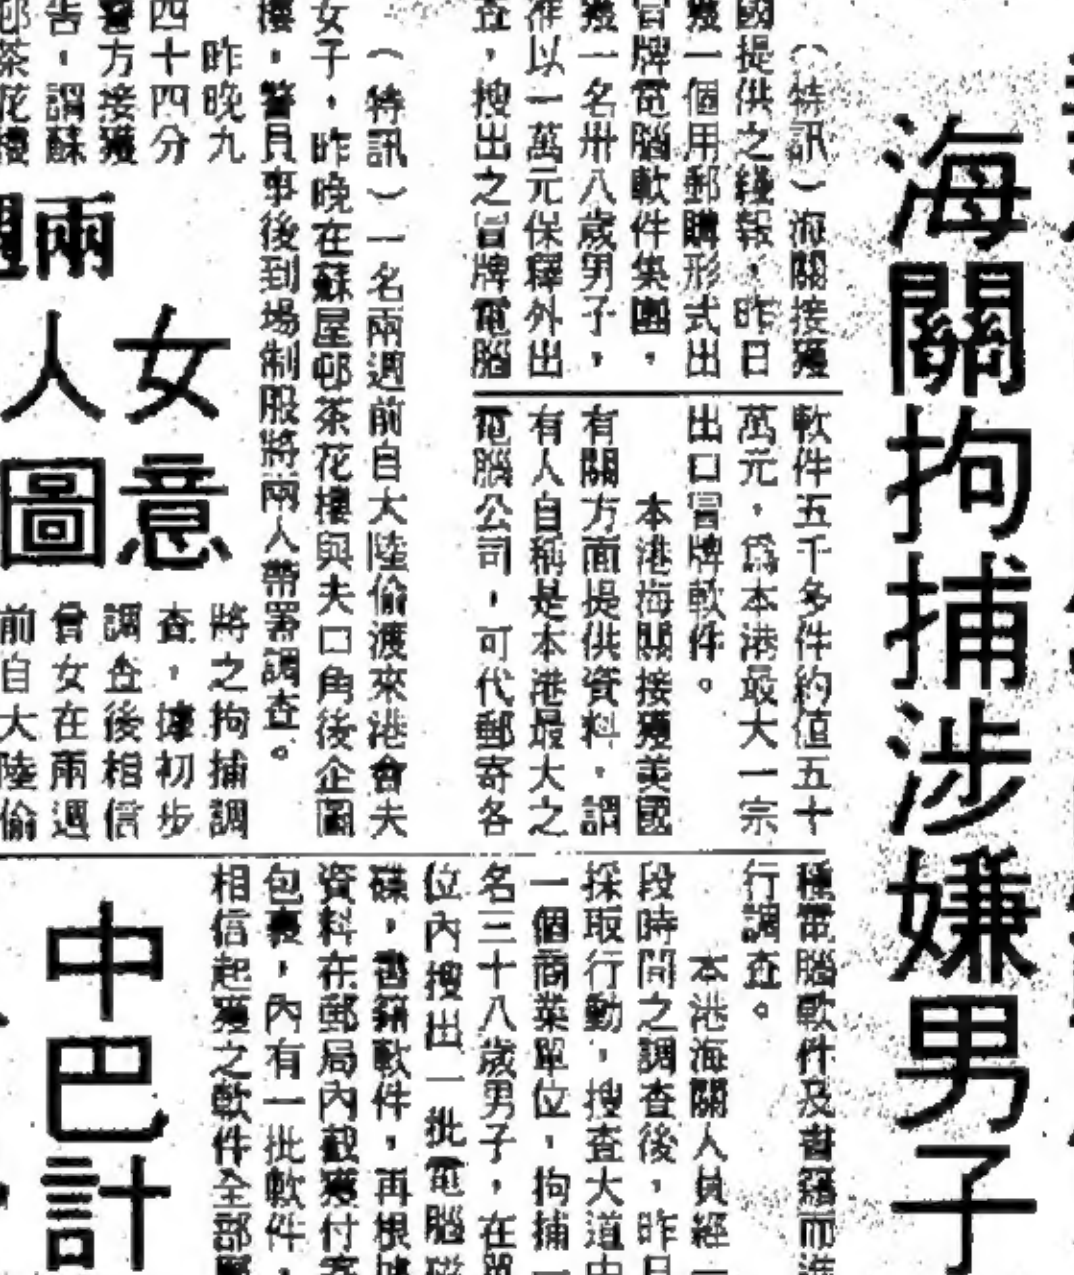 海關拘捕涉嫌男子
(特訊)海關接獲
國提供之綫報,昨日
獲一個用郵購形式出
冒牌電腦軟件集團,
獲一名卅八歲男子,
准以一萬元保釋外出
查,搜出之冒牌電腦
軟件五千多件約值五十
萬元,為本港最大一宗
出口冒牌軟件。
本港海關接獲美國
有關方面提供資料,謂
有人自稱是本港最大之
電腦公司,可代郵寄各
種電腦軟件及書籍而進
行調查。
本港海關人員經一
段時間之調查後,昨日
採取行動,搜查大道中
一個商業單位,拘捕一
名三十八歲男子,在單
位內搜出一批電腦磁
碟,書籍軟件,再根據
資料在郵局內截獲付寄
包裹,內有一批軟件,
相信起獲之軟件全部屬
兩週
女人
意圖
(特訊)一名兩週前自大陸偷渡來港會夫
女子,昨晚在蘇屋邨茶花樓與夫口角後企圖
樓,警員事後到場制服將兩人帶署調查。
昨晚九
四十四分
警方接獲
告,謂蘇
邨茶花樓
將之拘捕調
查,據初步
調查後相信
曾女在兩週
前自大陸偷
中巴計